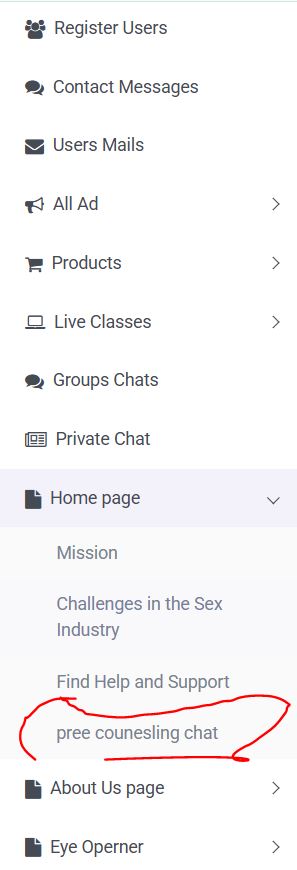 Register Users
Contact Messages
Users Mails
All Ad
Products
Live Classes
Groups Chats
Private Chat
Home page
Mission
Challenges in the Sex
Industry
Find Help and Support
pree counesling chat
About Us page
Eye Operner